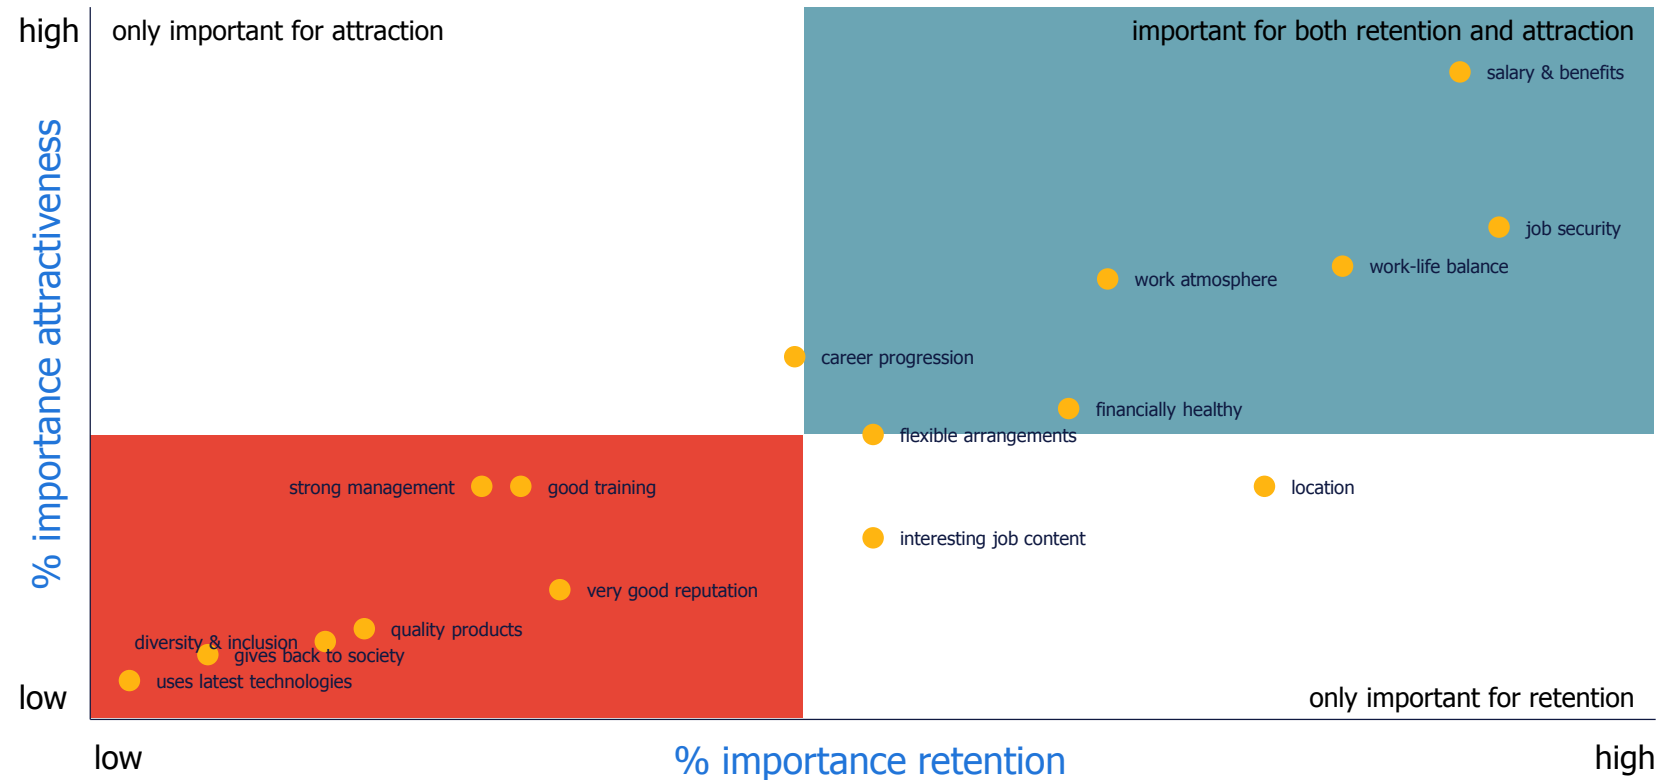 high
only important for attraction
important for both retention and attraction
salary & benefits
% importance attractiveness
job security
work-life balance
work atmosphere
career progression
financially healthy
flexible arrangements
strong management
good training
location
interesting job content
very good reputation
quality products
diversity & inclusion
gives back to society
uses latest technologies
low
only important for retention
low
% importance retention
high